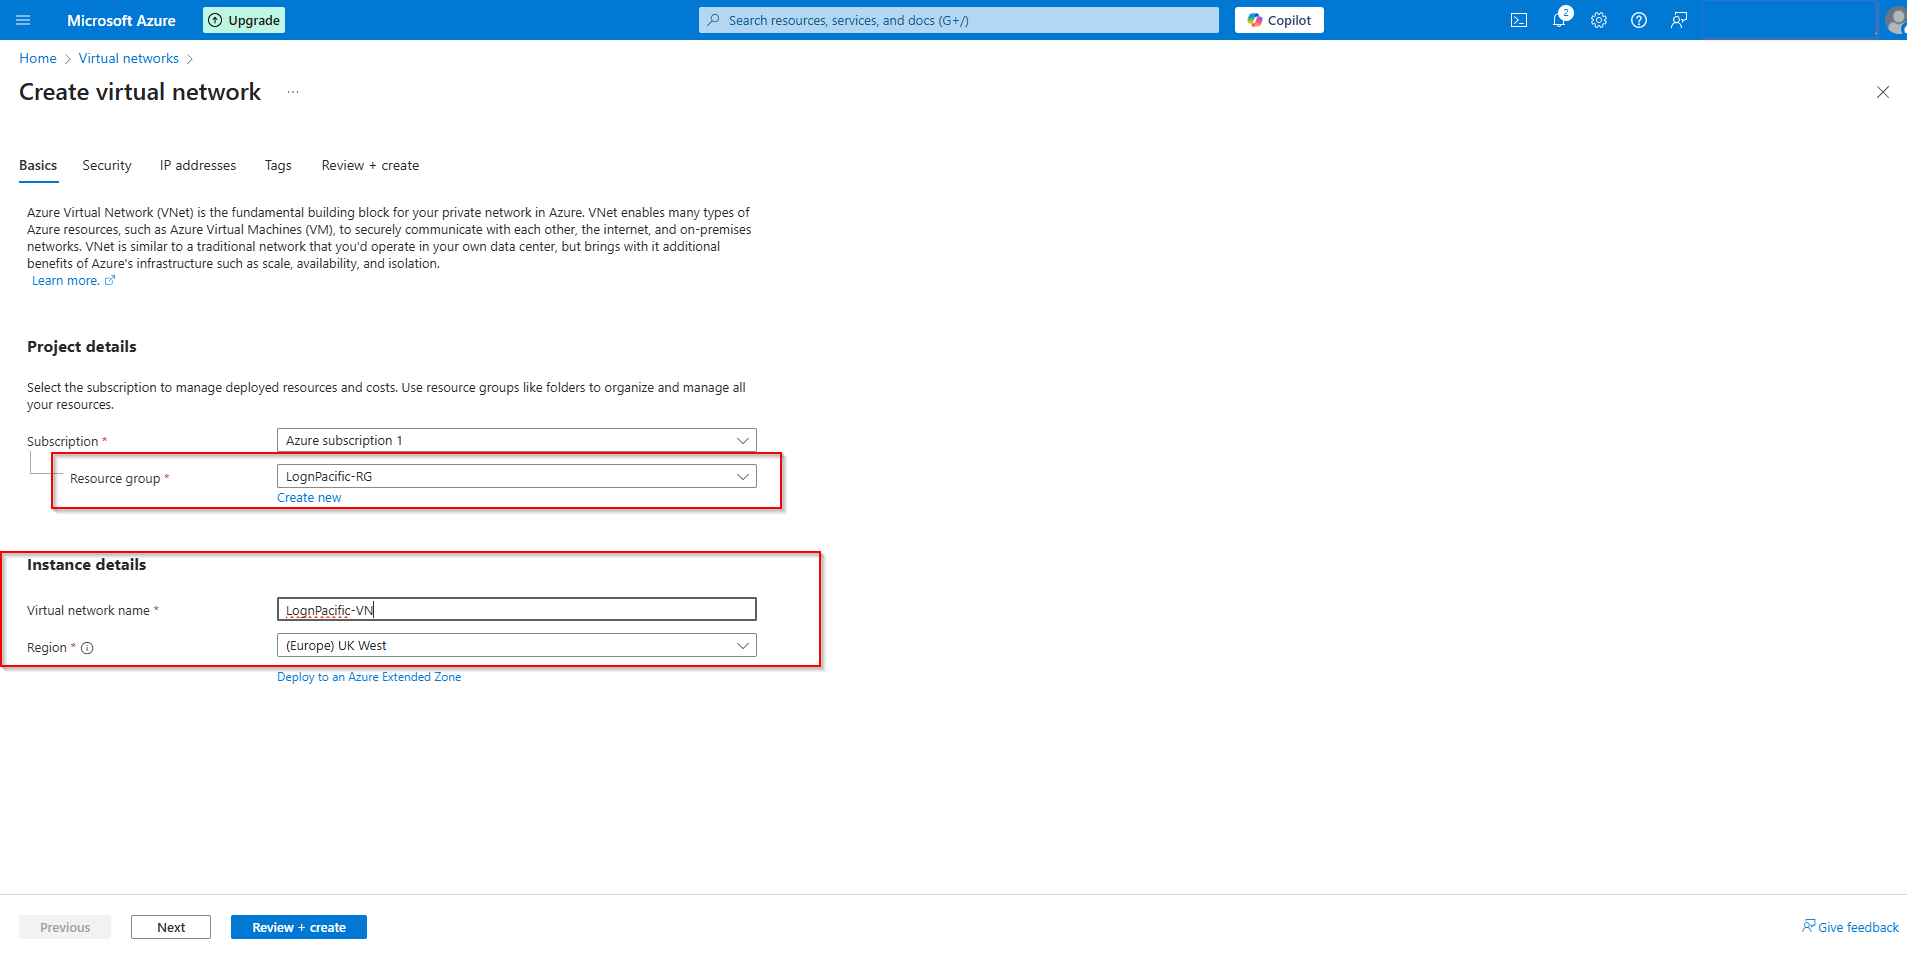 Microsoft Azure
Upgrade
Search resources, services, and docs (G+/)
Copilot
2
Home > Virtual networks >
Create virtual network ...
Basics Security IP addresses Tags Review + create
Azure Virtual Network (VNet) is the fundamental building block for your private network in Azure. VNet enables many types of
Azure resources, such as Azure Virtual Machines (VM), to securely communicate with each other, the internet, and on-premises
networks. VNet is similar to a traditional network that you'd operate in your own data center, but brings with it additional
benefits of Azure's infrastructure such as scale, availability, and isolation.
Learn more.
Project details
Select the subscription to manage deployed resources and costs. Use resource groups like folders to organize and manage all
your resources.
Subscription * Azure subscription 1
Resource group * LognPacific-RG
Create new
Instance details
Virtual network name * LognPacific-VN
Region * (Europe) UK West
Deploy to an Azure Extended Zone
Previous Next Review + create Give feedback